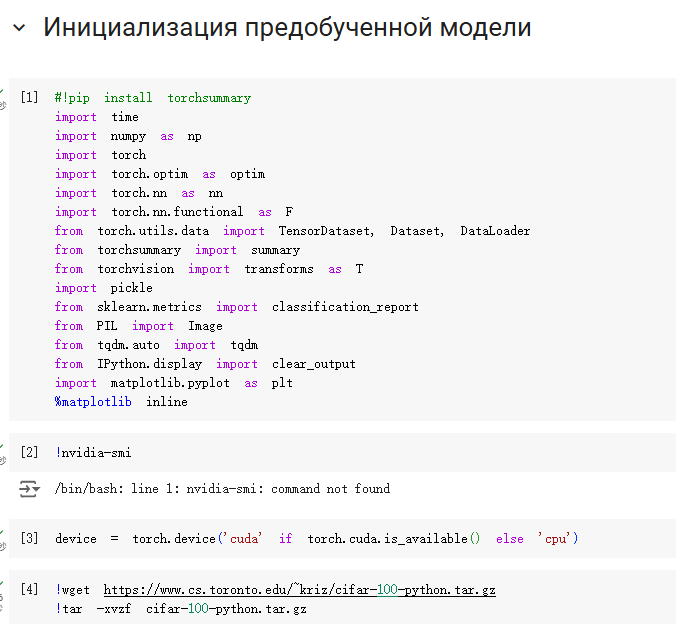 Инициализация предобученной модели
[1] #!pip install torchsummary
import time
import numpy as np
import torch
import torch.optim as optim
import torch.nn as nn
import torch.nn.functional as F
from torch.utils.data import TensorDataset, Dataset, DataLoader
from torchsummary import summary
from torchvision import transforms as T
import pickle
from sklearn.metrics import classification_report
from PIL import Image
from tqdm.auto import tqdm
from IPython.display import clear_output
import matplotlib.pyplot as plt
%matplotlib inline
[2] !nvidia-smi
/bin/bash: line 1: nvidia-smi: command not found
[3] device = torch.device('cuda' if torch.cuda.is_available() else 'cpu')
[4] !wget https://www.cs.toronto.edu/~kriz/cifar-100-python.tar.gz
!tar -xvzf cifar-100-python.tar.gz